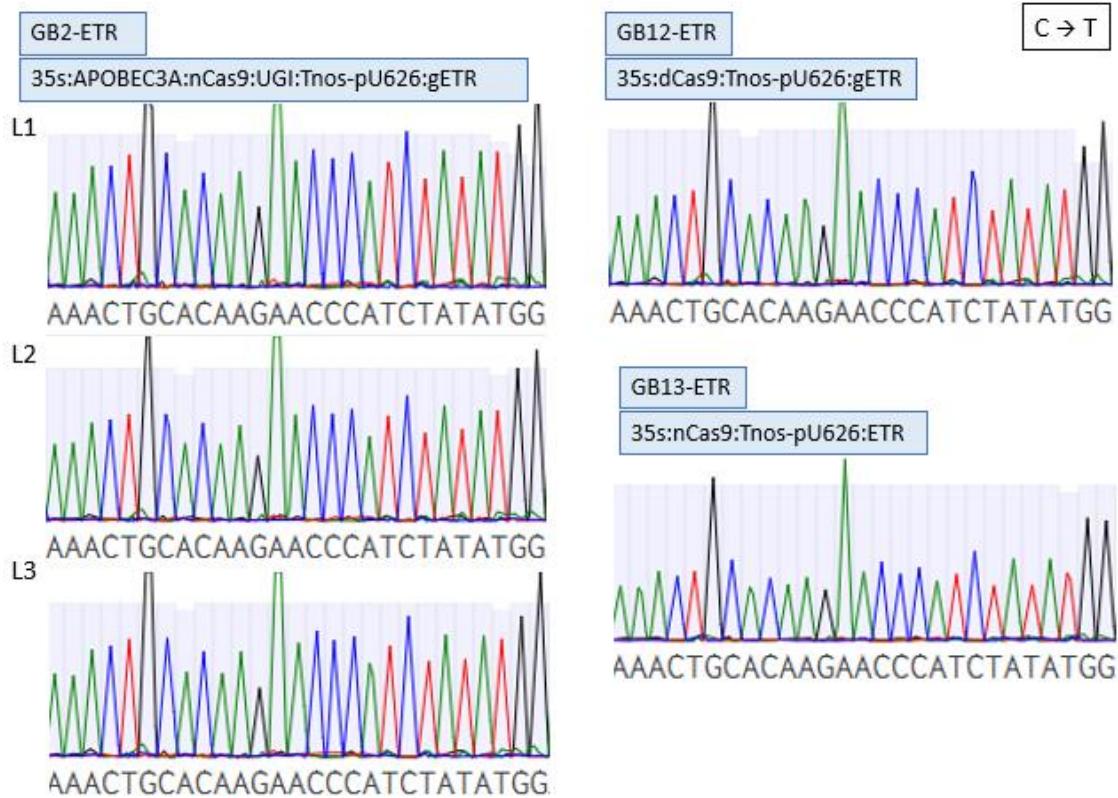 GB2-ETR
35s:APOBEC3A:nCas9:UGI:Tnos-pU626:gETR
L1
AAACTGCACAAGAACCCATCTATATGG
L2
AAACTGCACAAGAACCCATCTATATGG
L3
AAACTGCACAAGAACCCATCTATATGG
C → T
GB12-ETR
35s:dCas9:Tnos-pU626:gETR
AAACTGCACAAGAACCCATCTATATGG
GB13-ETR
35s:nCas9:Tnos-pU626:ETR
AAACTGCACAAGAACCCATCTATATGG